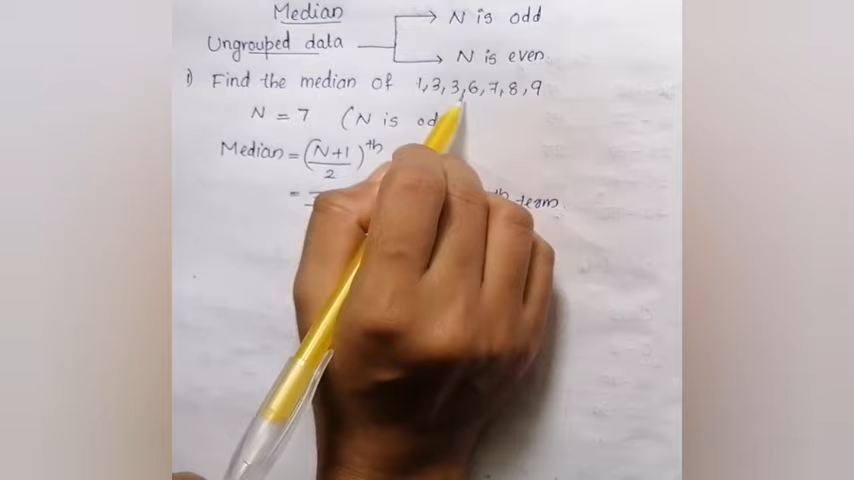 Median
N is odd
Ungrouped data
N is even.
1) Find the median of 1,3,3,6,7,8,9
N = 7 (N is od
Median = (N+1/2)th
= th term.